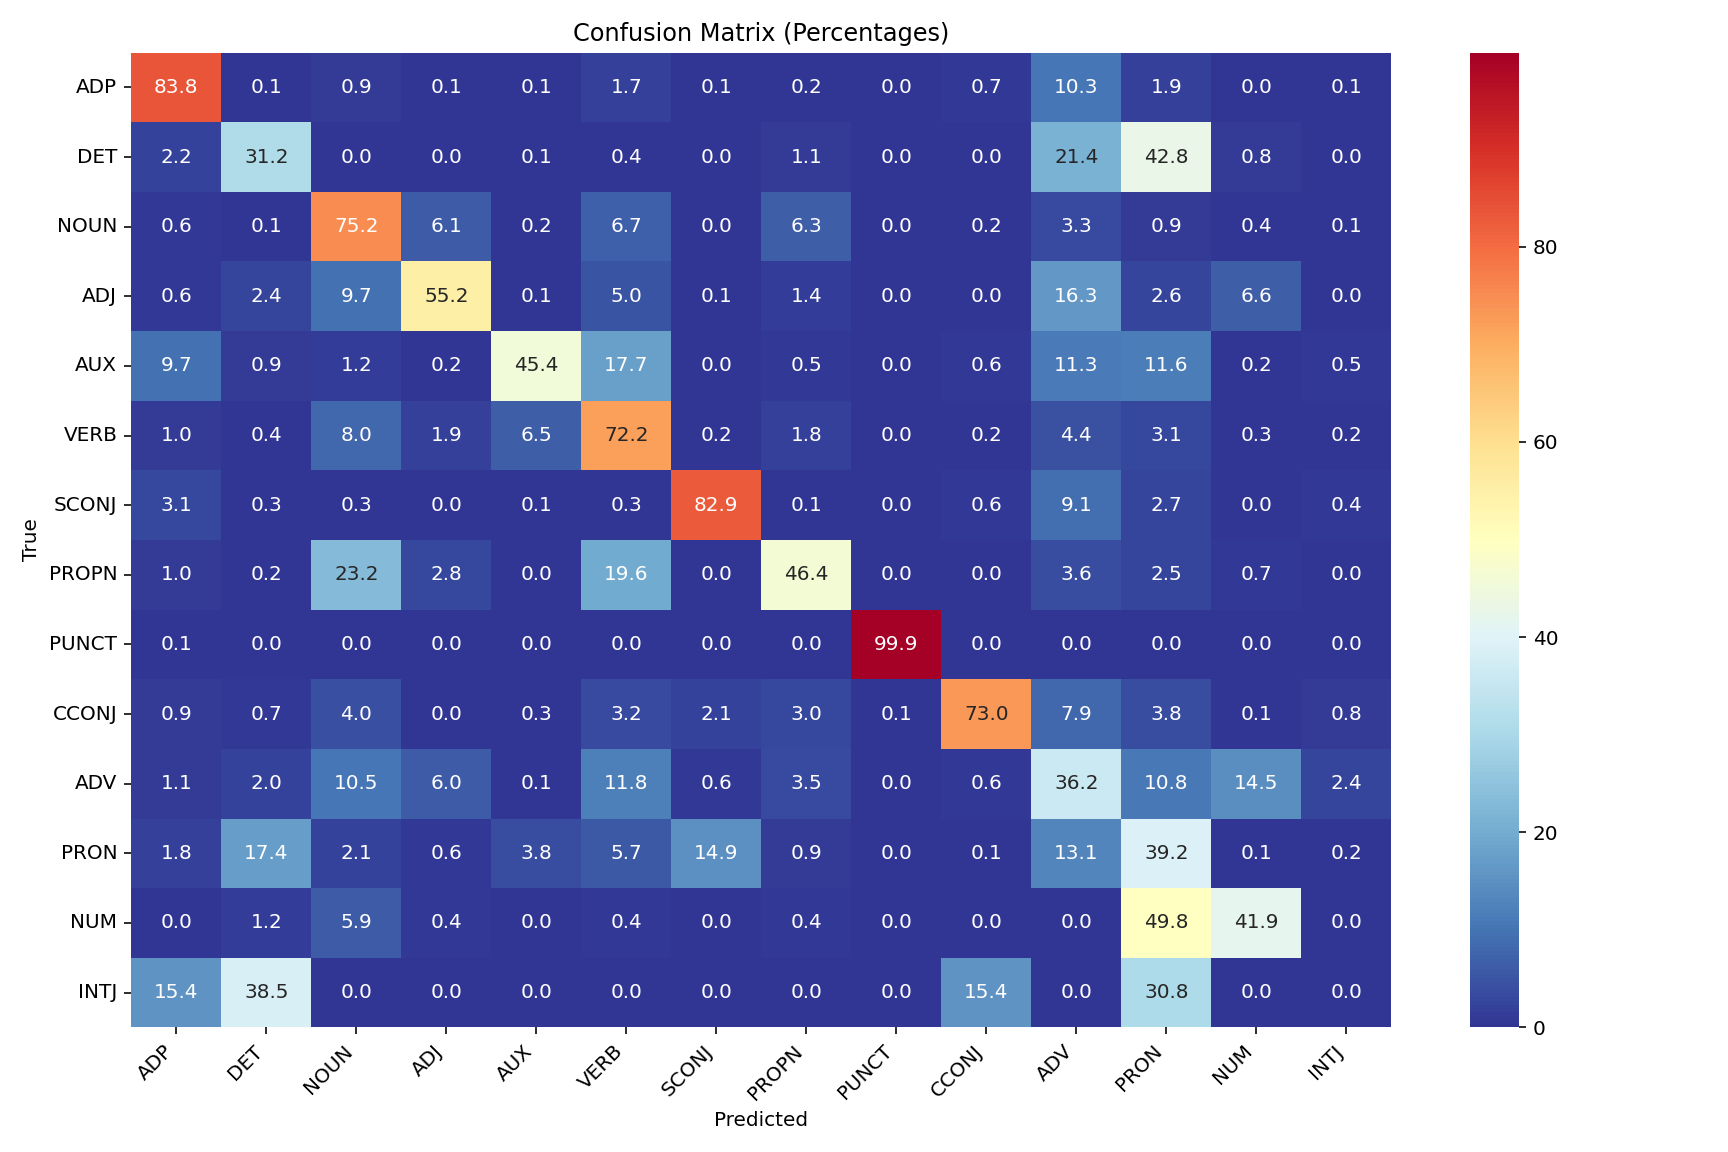 Confusion Matrix (Percentages)
ADP 83.8 0.1 0.9 0.1 0.1 1.7 0.1 0.2 0.0 0.7 10.3 1.9 0.0 0.1
DET 2.2 31.2 0.0 0.0 0.1 0.4 0.0 1.1 0.0 0.0 21.4 42.8 0.8 0.0
NOUN 0.6 0.1 75.2 6.1 0.2 6.7 0.0 6.3 0.0 0.2 3.3 0.9 0.4 0.1
80
ADJ 0.6 2.4 9.7 55.2 0.1 5.0 0.1 1.4 0.0 0.0 16.3 2.6 6.6 0.0
AUX 9.7 0.9 1.2 0.2 45.4 17.7 0.0 0.5 0.0 0.6 11.3 11.6 0.2 0.5
VERB 1.0 0.4 8.0 1.9 6.5 72.2 0.2 1.8 0.0 0.2 4.4 3.1 0.3 0.2
60
SCONJ 3.1 0.3 0.3 0.0 0.1 0.3 82.9 0.1 0.0 0.6 9.1 2.7 0.0 0.4
True
PROPN 1.0 0.2 23.2 2.8 0.0 19.6 0.0 46.4 0.0 0.0 3.6 2.5 0.7 0.0
40
PUNCT 0.1 0.0 0.0 0.0 0.0 0.0 0.0 0.0 99.9 0.0 0.0 0.0 0.0 0.0
CCONJ 0.9 0.7 4.0 0.0 0.3 3.2 2.1 3.0 0.1 73.0 7.9 3.8 0.1 0.8
ADV 1.1 2.0 10.5 6.0 0.1 11.8 0.6 3.5 0.0 0.6 36.2 10.8 14.5 2.4
20
PRON 1.8 17.4 2.1 0.6 3.8 5.7 14.9 0.9 0.0 0.1 13.1 39.2 0.1 0.2
NUM 0.0 1.2 5.9 0.4 0.0 0.4 0.0 0.4 0.0 0.0 0.0 49.8 41.9 0.0
INTJ 15.4 38.5 0.0 0.0 0.0 0.0 0.0 0.0 0.0 15.4 0.0 30.8 0.0 0.0
0
ADP DET NOUN ADJ AUX VERB SCONJ PROPN PUNCT CCONJ ADV PRON NUM INTJ
Predicted